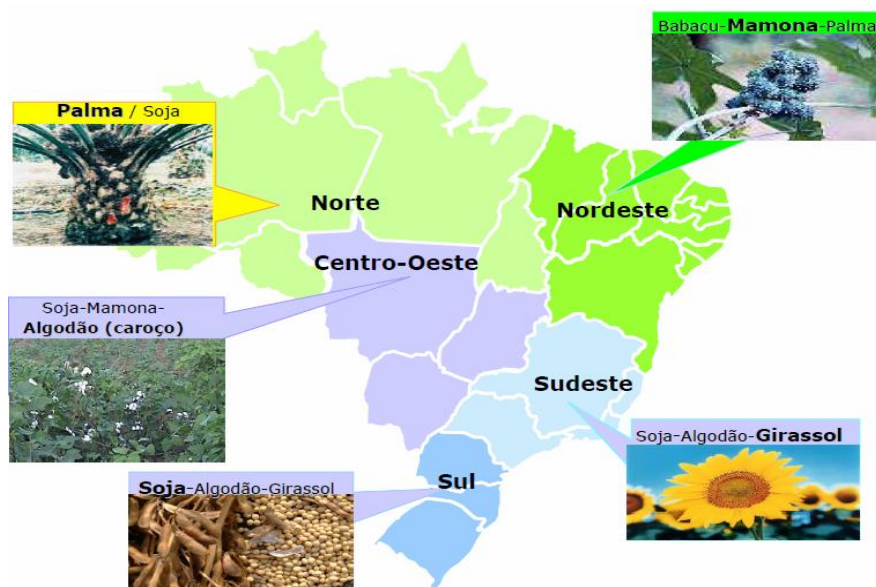 Babaçu-Mamona-Palma
Palma / Soja
Norte
Nordeste
Centro-Oeste
Soja-Mamona-
Algodão (caroço)
Sudeste
Soja-Algodão-Girassol
Soja-Algodão-Girassol
Sul